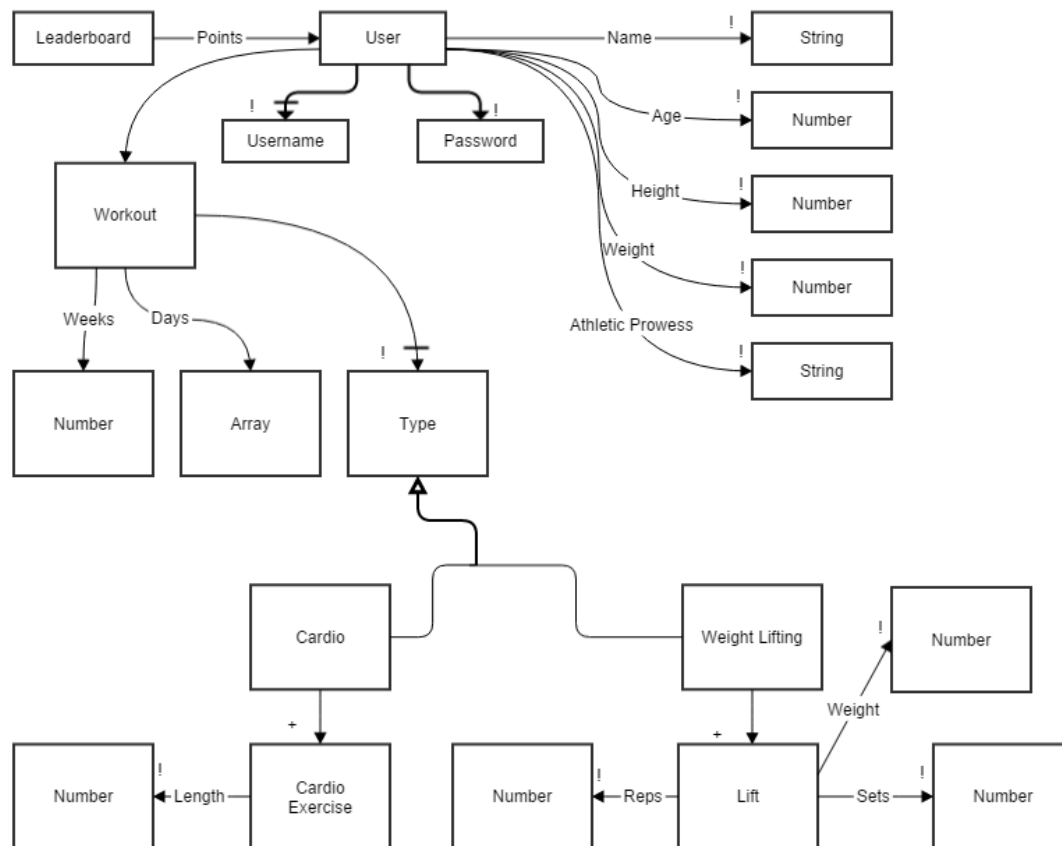 Leaderboard
Points
User
Name
!
String
Age
!
Number
!
Username
!
Password
Workout
Height
!
Number
Weight
!
Number
Weeks
Days
Athletic Prowess
!
String
!
Number
Array
Type
Cardio
Weight Lifting
!
Number
Weight
+
+
Number
!
Length
Cardio
Exercise
Number
!
Reps
Lift
Sets
!
Number